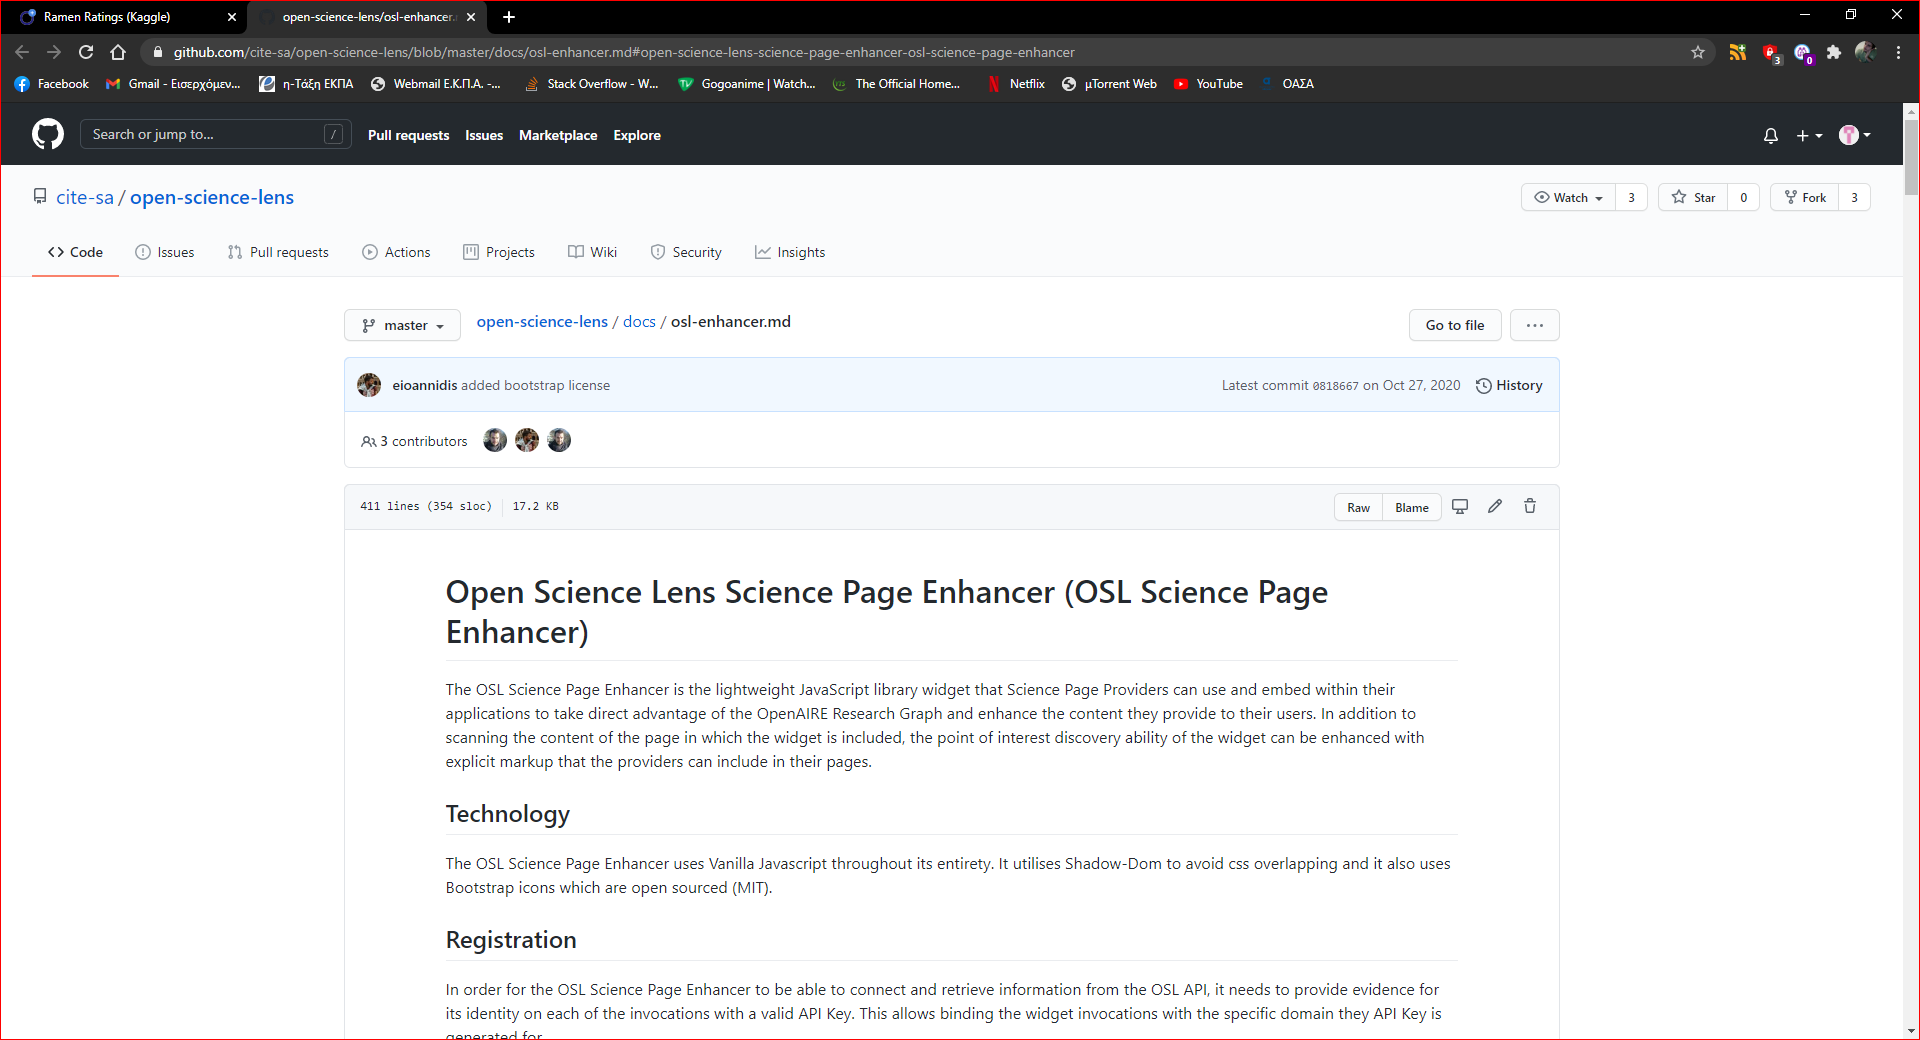 Ramen Ratings (Kaggle)
open-science-lens/osl-enhancer.
github.com/cite-sa/open-science-lens/blob/master/docs/osl-enhancer.md#open-science-lens-science-page-enhancer-osl-science-page-enhancer
3
0
Facebook
Gmail - Εισερχόμεν...
η-Τάξη ΕΚΠΑ
Webmail Ε.Κ.Π.Α. -...
Stack Overflow - W...
Gogoanime | Watch...
The Official Home...
Netflix
µTorrent Web
YouTube
ΟΑΣΑ
Search or jump to...
/
Pull requests
Issues
Marketplace
Explore
cite-sa / open-science-lens
Watch 3
Star 0
Fork 3
Code
Issues
Pull requests
Actions
Projects
Wiki
Security
Insights
master
open-science-lens / docs / osl-enhancer.md
Go to file
...
eioannidis added bootstrap license
Latest commit 0818667 on Oct 27, 2020
History
3 contributors
411 lines (354 sloc)
17.2 KB
Raw
Blame
Open Science Lens Science Page Enhancer (OSL Science Page
Enhancer)
The OSL Science Page Enhancer is the lightweight JavaScript library widget that Science Page Providers can use and embed within their
applications to take direct advantage of the OpenAIRE Research Graph and enhance the content they provide to their users. In addition to
scanning the content of the page in which the widget is included, the point of interest discovery ability of the widget can be enhanced with
explicit markup that the providers can include in their pages.
Technology
The OSL Science Page Enhancer uses Vanilla Javascript throughout its entirety. It utilises Shadow-Dom to avoid css overlapping and it also uses
Bootstrap icons which are open sourced (MIT).
Registration
In order for the OSL Science Page Enhancer to be able to connect and retrieve information from the OSL API, it needs to provide evidence for
its identity on each of the invocations with a valid API Key. This allows binding the widget invocations with the specific domain they API Key is
generated for